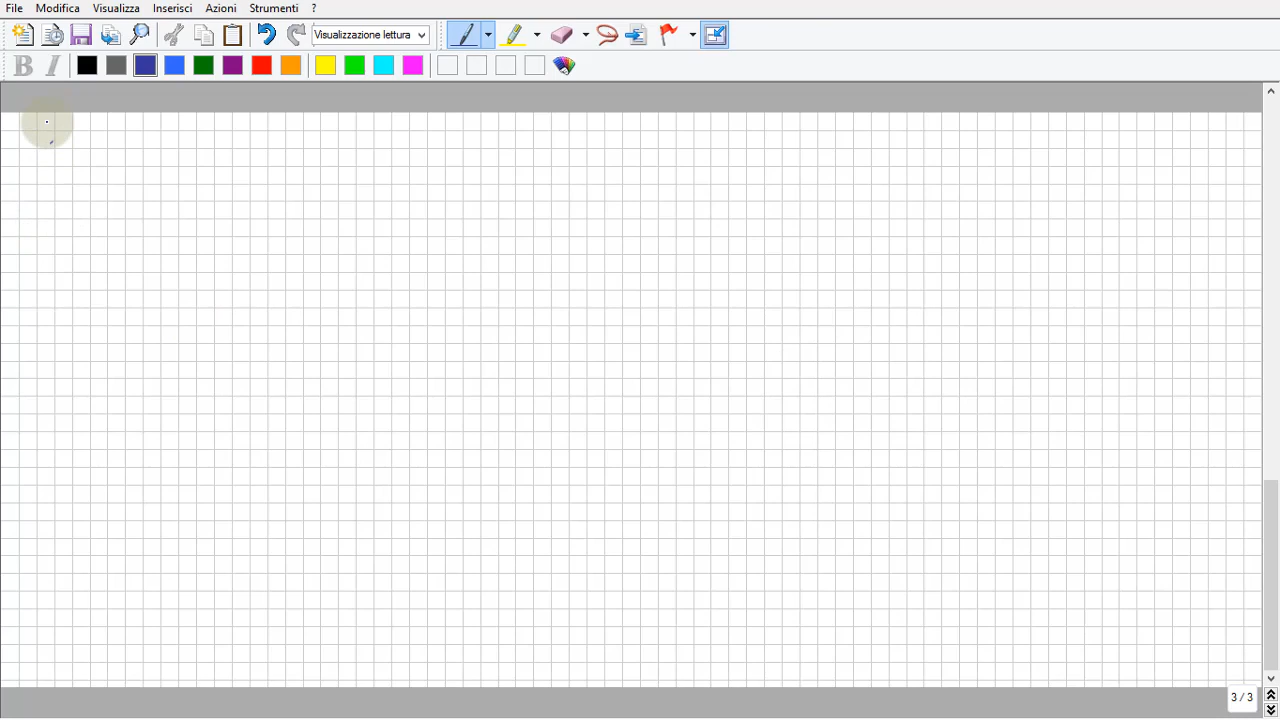 File Modifica Visualizza Inserisci Azioni Strumenti ?
Visualizzazione lettura
B I
3 / 3